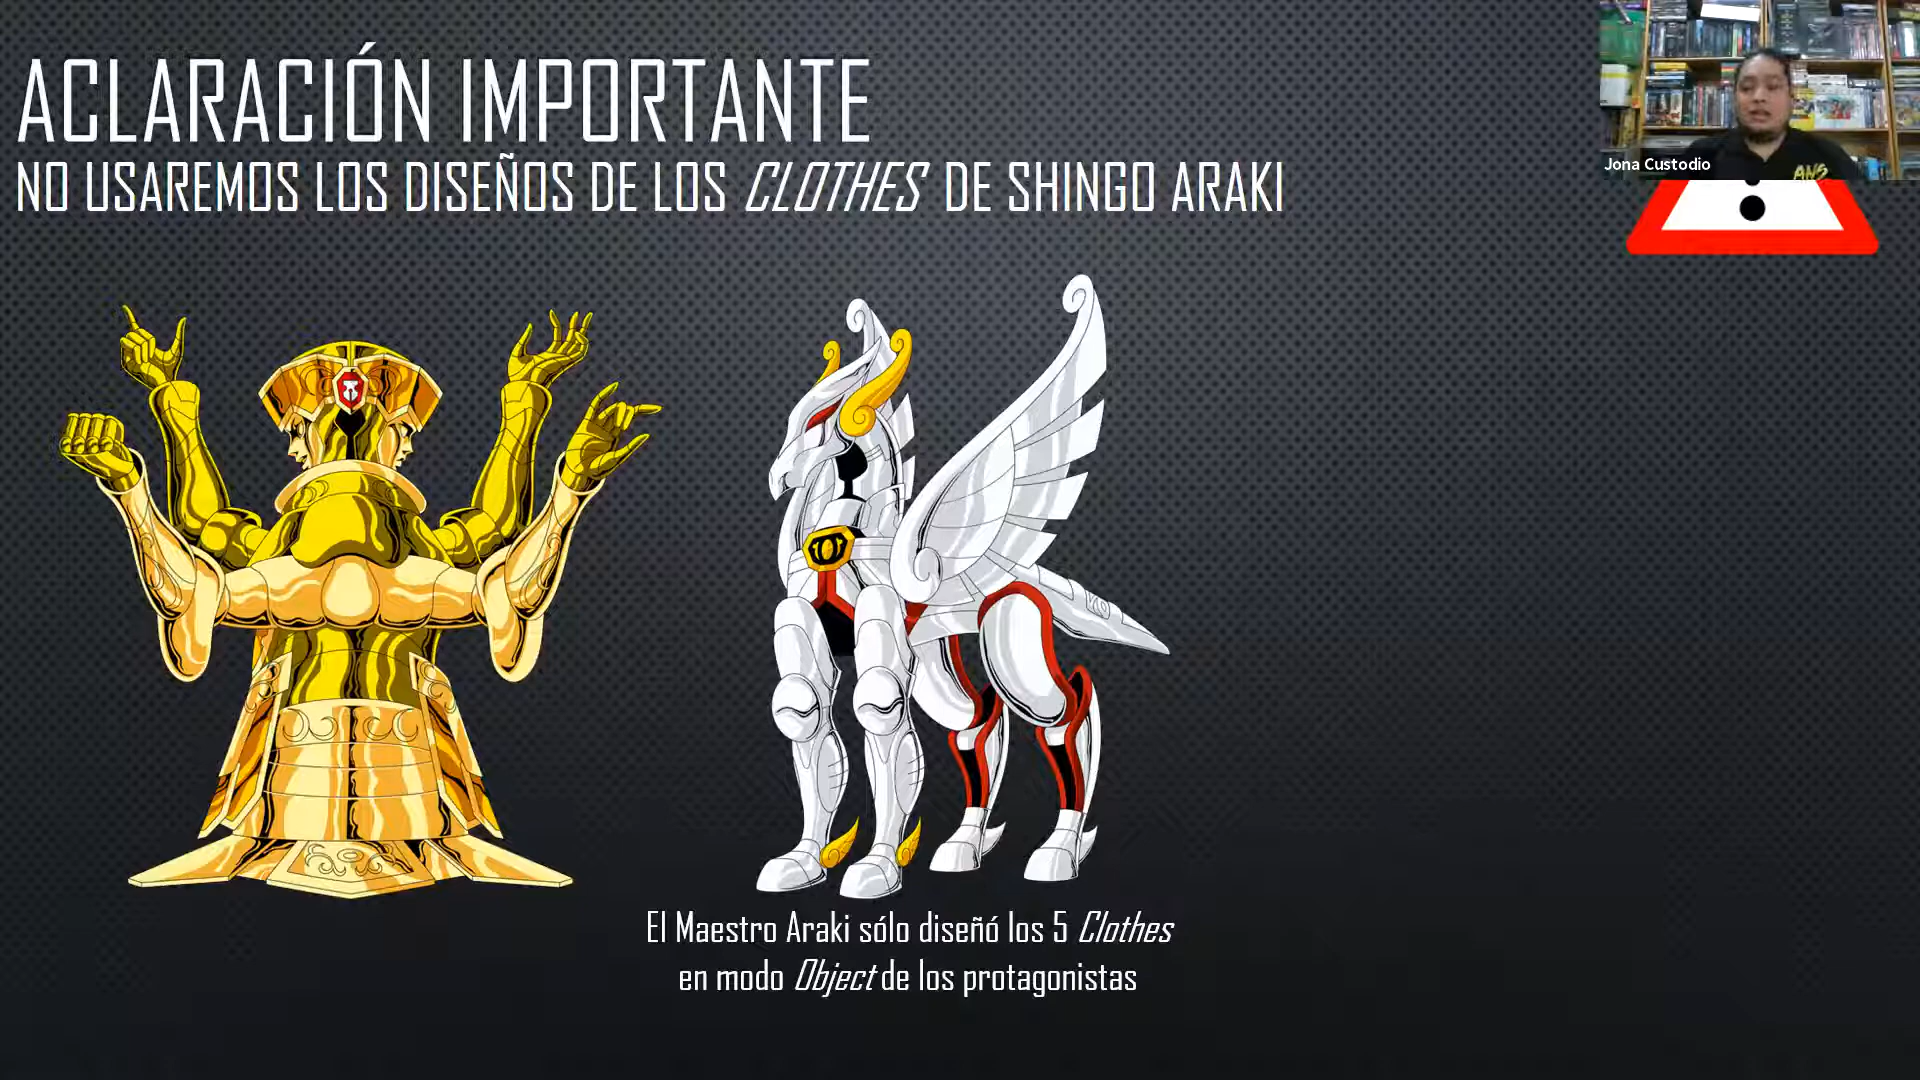 ACLARACIÓN IMPORTANTE
NO USAREMOS LOS DISEÑOS DE LOS CLOTHES DE SHINGO ARAKI
Jona Custodio
ANS
El Maestro Araki sólo diseñó los 5 Clothes
en modo Object de los protagonistas